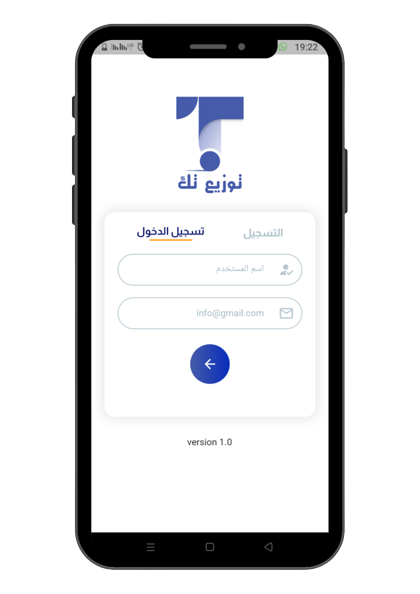 19:22
توزيع تكّ
التسجيل تسجيل الدخول
اسم المستخدم
info@gmail.com
version 1.0